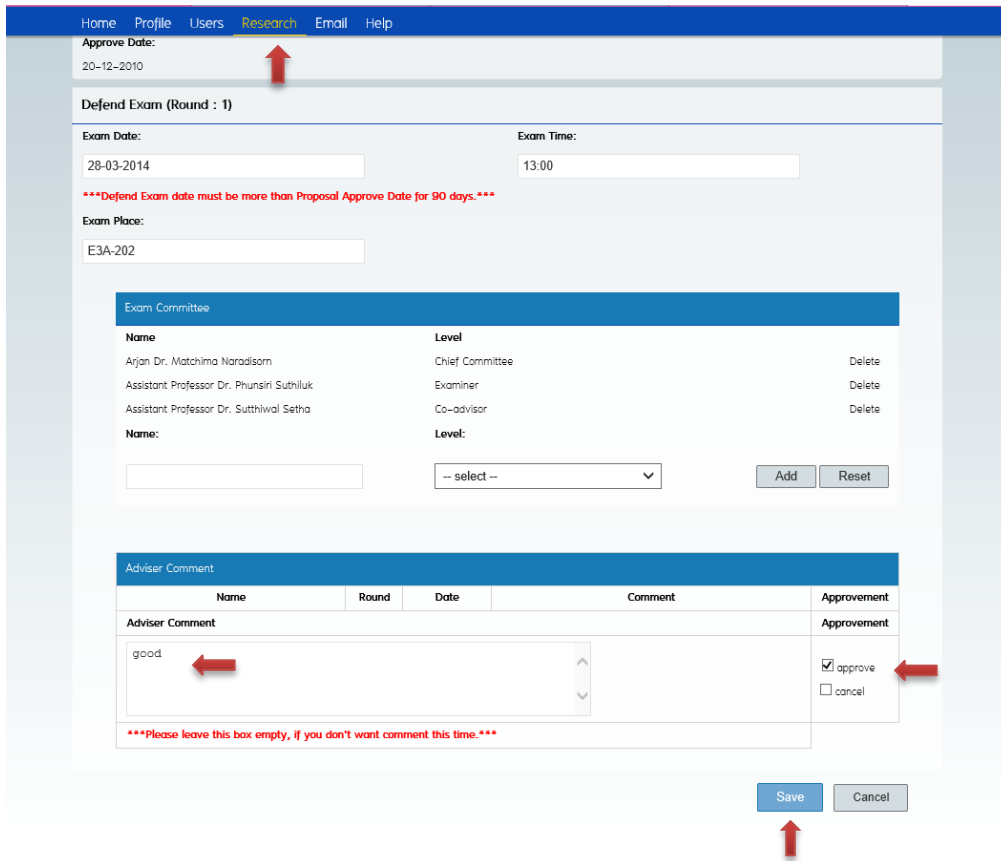 Home Profile Users Research Email Help
Approve Date:
20-12-2010
Defend Exam (Round : 1)
Exam Date: Exam Time:
28-03-2014 13:00
***Defend Exam date must be more than Proposal Approve Date for 90 days.***
Exam Place:
E3A-202
Exam Committee
Name Level
Arjan Dr. Matchima Naradisorn Chief Committee Delete
Assistant Professor Dr. Phunsiri Suthiluk Examiner Delete
Assistant Professor Dr. Sutthiwal Setha Co-advisor Delete
Name: Level:
-- select -- Add Reset
Adviser Comment
Name Round Date Comment Approvement
Adviser Comment Approvement
good
approve
cancel
***Please leave this box empty, if you don't want comment this time.***
Save Cancel